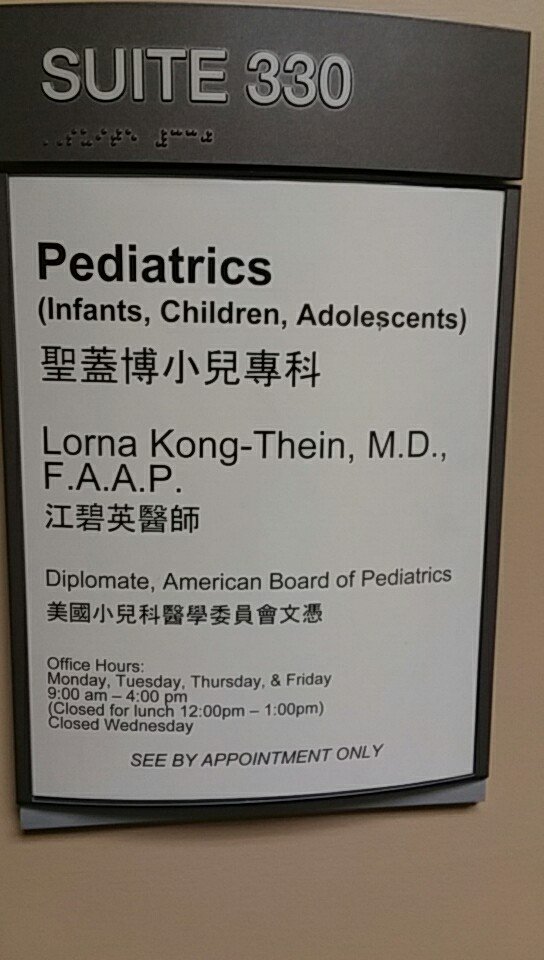 SUITE 330
Pediatrics
(Infants, Children, Adolescents)
聖蓋博小兒專科
Lorna Kong-Thein, M.D.,
F.A.A.P.
江碧英醫師
Diplomate, American Board of Pediatrics
美國小兒科醫學委員會文憑
Office Hours:
Monday, Tuesday, Thursday, & Friday
9:00 am – 4:00 pm
(Closed for lunch 12:00pm – 1:00pm)
Closed Wednesday
SEE BY APPOINTMENT ONLY